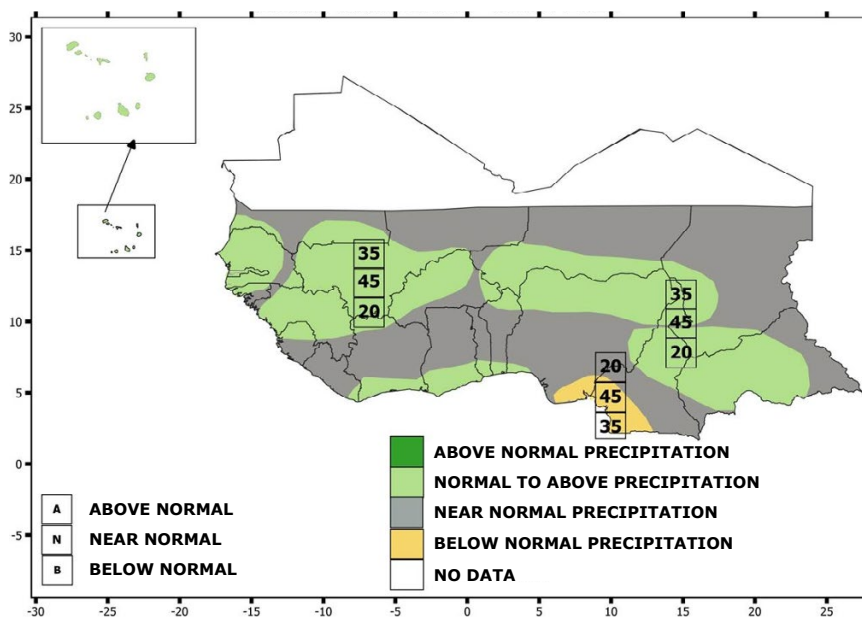 30
25
20
15
10
5
0
-5
35
45
20
35
45
20
20
45
35
A ABOVE NORMAL
N NEAR NORMAL
B BELOW NORMAL
ABOVE NORMAL PRECIPITATION
NORMAL TO ABOVE PRECIPITATION
NEAR NORMAL PRECIPITATION
BELOW NORMAL PRECIPITATION
NO DATA
-30 -25 -20 -15 -10 -5 0 5 10 15 20 25